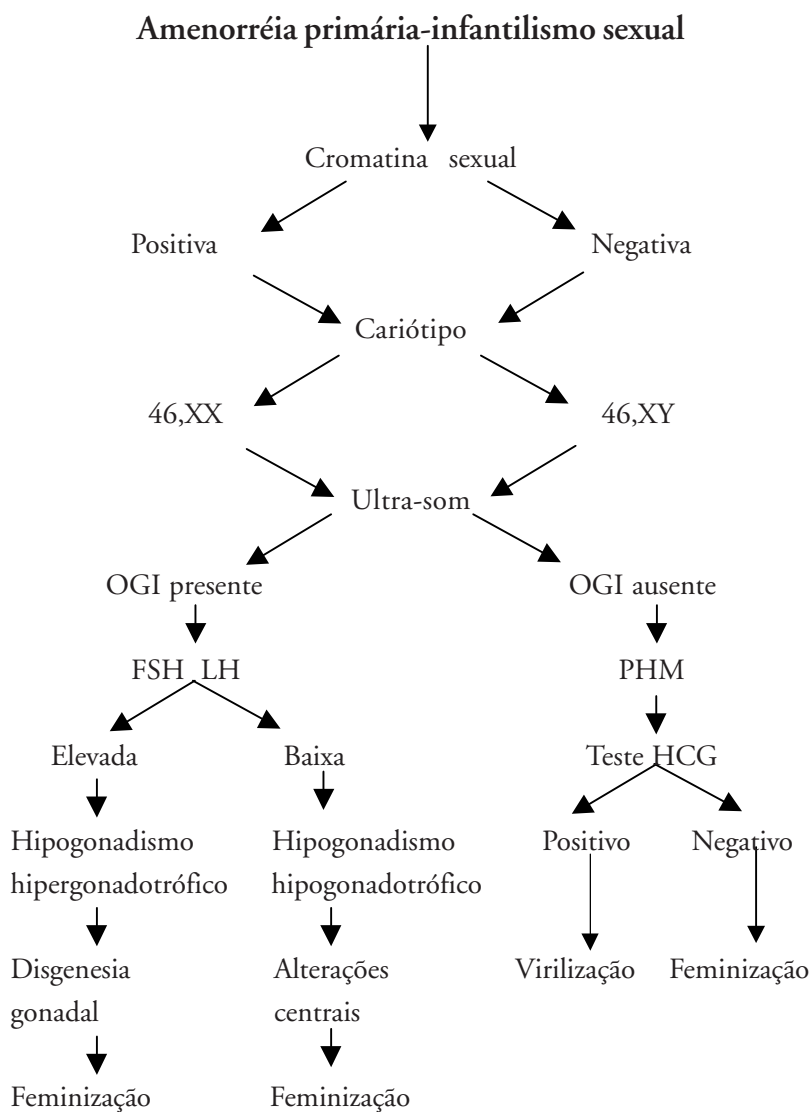 Amenorréia primária-infantilismo sexual
Cromatina sexual
Positiva Negativa
Cariótipo
46,XX 46,XY
Ultra-som
OGI presente OGI ausente
FSH LH PHM
Elevada Baixa Teste HCG
Hipogonadismo Hipogonadismo Positivo Negativo
hipergonadotrófico hipogonadotrófico
Disgenesia Alterações Virilização Feminização
gonadal centrais
Feminização Feminização